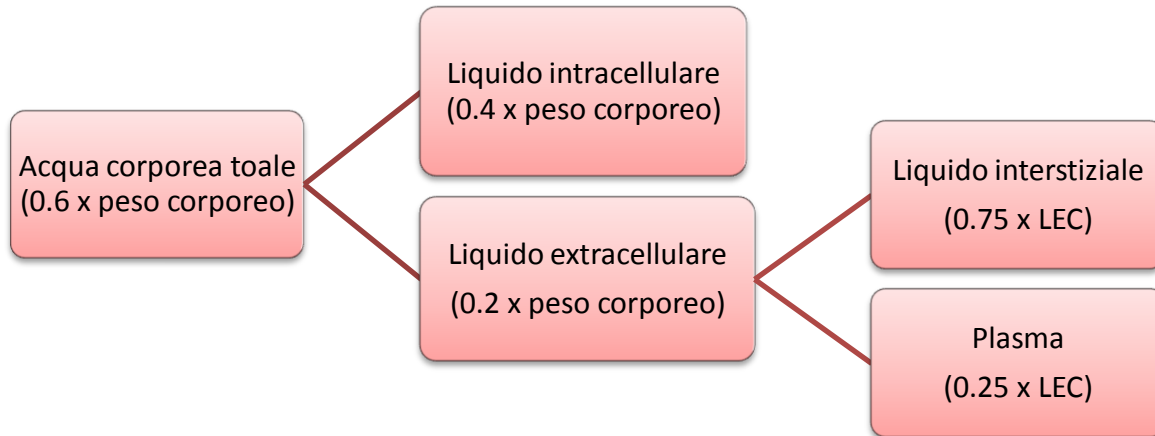 Acqua corporea toale
(0.6 x peso corporeo)
Liquido intracellulare
(0.4 x peso corporeo)
Liquido extracellulare
(0.2 x peso corporeo)
Liquido interstiziale
(0.75 x LEC)
Plasma
(0.25 x LEC)